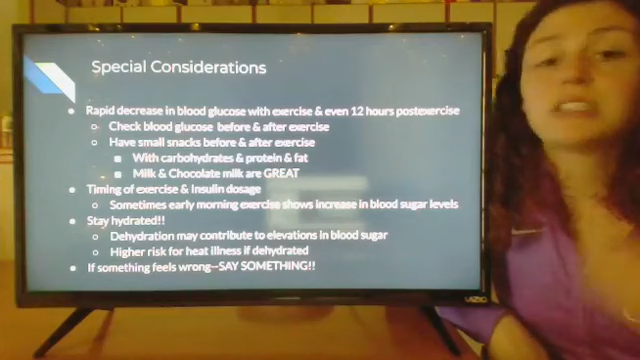 Special Considerations
● Rapid decrease in blood glucose with exercise & even 12 hours postexercise
○ Check blood glucose before & after exercise
○ Have small snacks before & after exercise
■ With carbohydrates & protein & fat
■ Milk & Chocolate milk are GREAT
● Timing of exercise & Insulin dosage
○ Sometimes early morning exercise shows increase in blood sugar levels
● Stay hydrated!!
○ Dehydration may contribute to elevations in blood sugar
○ Higher risk for heat illness if dehydrated
● If something feels wrong--SAY SOMETHING!!
VIZIO